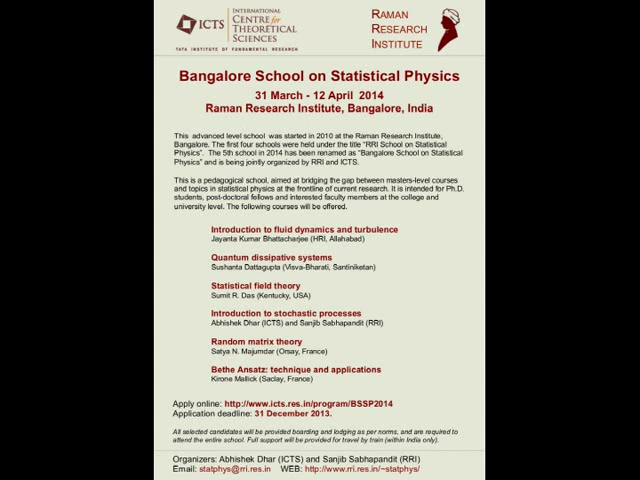 ICTS
INTERNATIONAL
CENTRE for
THEORETICAL
SCIENCES
TATA INSTITUTE OF FUNDAMENTAL RESEARCH
RAMAN
RESEARCH
INSTITUTE
Bangalore School on Statistical Physics
31 March - 12 April 2014
Raman Research Institute, Bangalore, India
This advanced level school was started in 2010 at the Raman Research Institute,
Bangalore. The first four schools were held under the title "RRI School on Statistical
Physics". The 5th school in 2014 has been renamed as "Bangalore School on Statistical
Physics" and is being jointly organized by RRI and ICTS.
This is a pedagogical school, aimed at bridging the gap between masters-level courses
and topics in statistical physics at the frontline of current research. It is intended for Ph.D.
students, post-doctoral fellows and interested faculty members at the college and
university level. The following courses will be offered.
Introduction to fluid dynamics and turbulence
Jayanta Kumar Bhattacharjee (HRI, Allahabad)
Quantum dissipative systems
Sushanta Dattagupta (Visva-Bharati, Santiniketan)
Statistical field theory
Sumit R. Das (Kentucky, USA)
Introduction to stochastic processes
Abhishek Dhar (ICTS) and Sanjib Sabhapandit (RRI)
Random matrix theory
Satya N. Majumdar (Orsay, France)
Bethe Ansatz: technique and applications
Kirone Mallick (Saclay, France)
Apply online: http://www.icts.res.in/program/BSSP2014
Application deadline: 31 December 2013.
All selected candidates will be provided boarding and lodging as per norms, and are required to
attend the entire school. Full support will be provided for travel by train (within India only).
Organizers: Abhishek Dhar (ICTS) and Sanjib Sabhapandit (RRI)
Email: statphys@rri.res.in WEB: http://www.rri.res.in/~statphys/